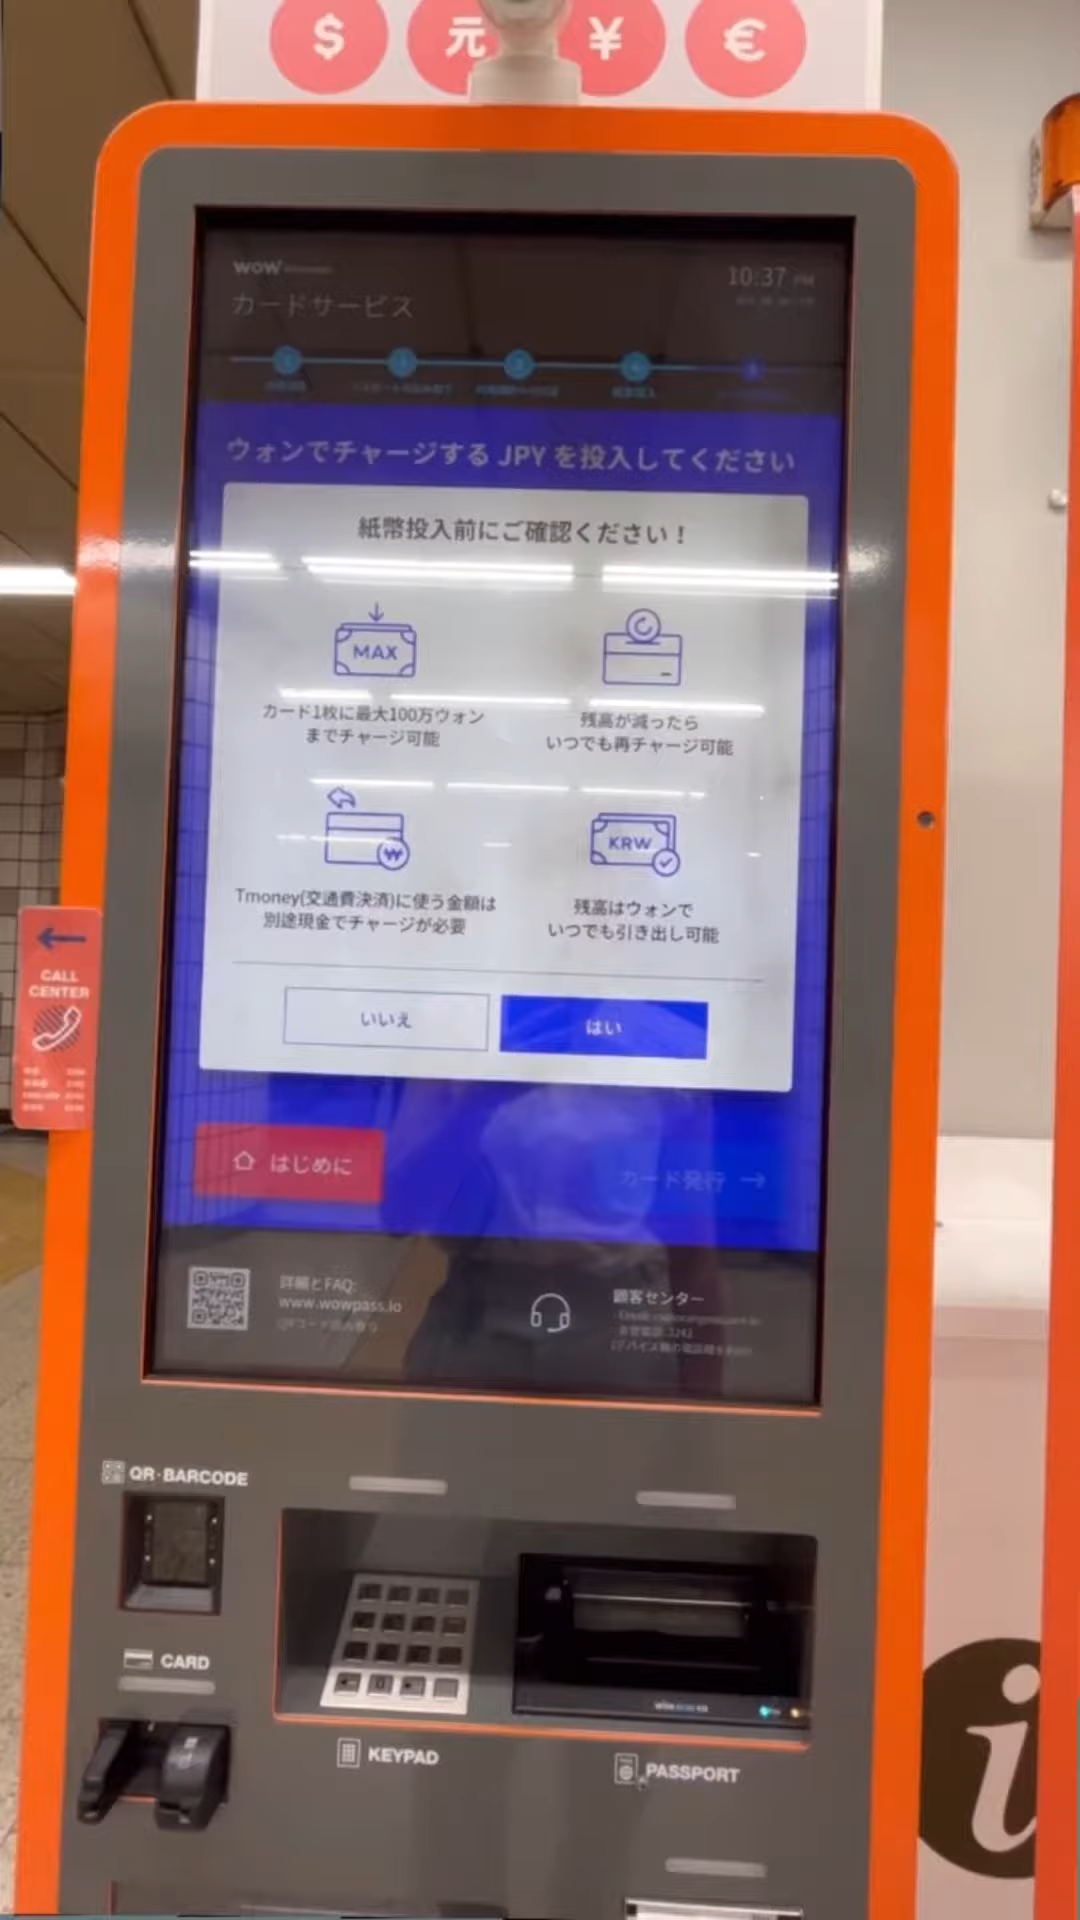 $ 元 ¥ €
wow
10:37 PM
カードサービス
ウォンでチャージする JPY を投入してください
紙幣投入前にご確認ください！
MAX
カード1枚に最大100万ウォン
までチャージ可能
残高が減ったら
いつでも再チャージ可能
₩
Tmoney(交通費決済)に使う金額は
別途現金でチャージが必要
KRW
残高はウォンで
いつでも引き出し可能
いいえ
はい
CALL
CENTER
はじめに
カード発行 →
詳細とFAQ:
www.wowpass.io
顧客センター
QR·BARCODE
CARD
KEYPAD
PASSPORT
i